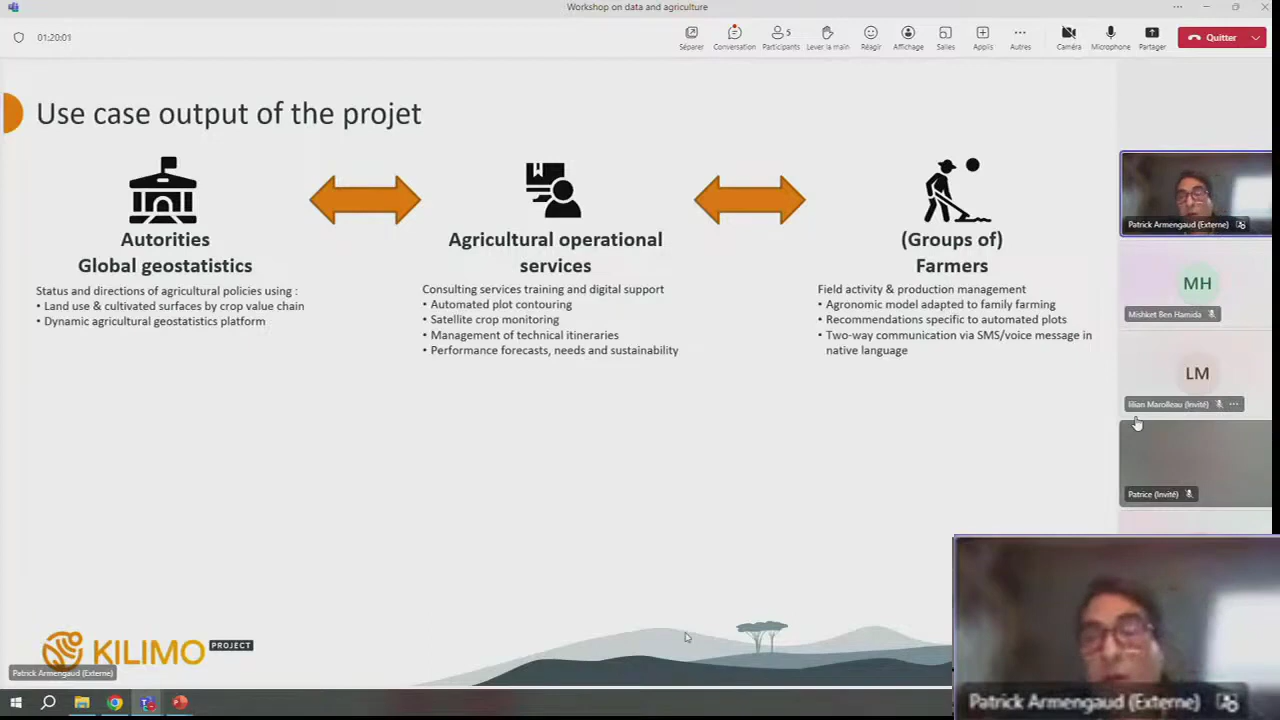 Workshop on data and agriculture
01:20:01
Séparer
Conversation
5
Participants
Lever la main
Réagir
Affichage
Salles
Applis
Autres
Caméra
Microphone
Partager
Quitter
Use case output of the projet
Autorities
Global geostatistics
Status and directions of agricultural policies using :
• Land use & cultivated surfaces by crop value chain
• Dynamic agricultural geostatistics platform
Agricultural operational
services
Consulting services training and digital support
• Automated plot contouring
• Satellite crop monitoring
• Management of technical itineraries
• Performance forecasts, needs and sustainability
(Groups of)
Farmers
Field activity & production management
• Agronomic model adapted to family farming
• Recommendations specific to automated plots
• Two-way communication via SMS/voice message in
native language
Patrick Armengaud (Externe)
MH
Mishket Ben Hamida
LM
lilian Marolleau (Invité)
Patrice (Invité)
KILIMO PROJECT
Patrick Armengaud (Externe)
Patrick Armengaud (Externe)